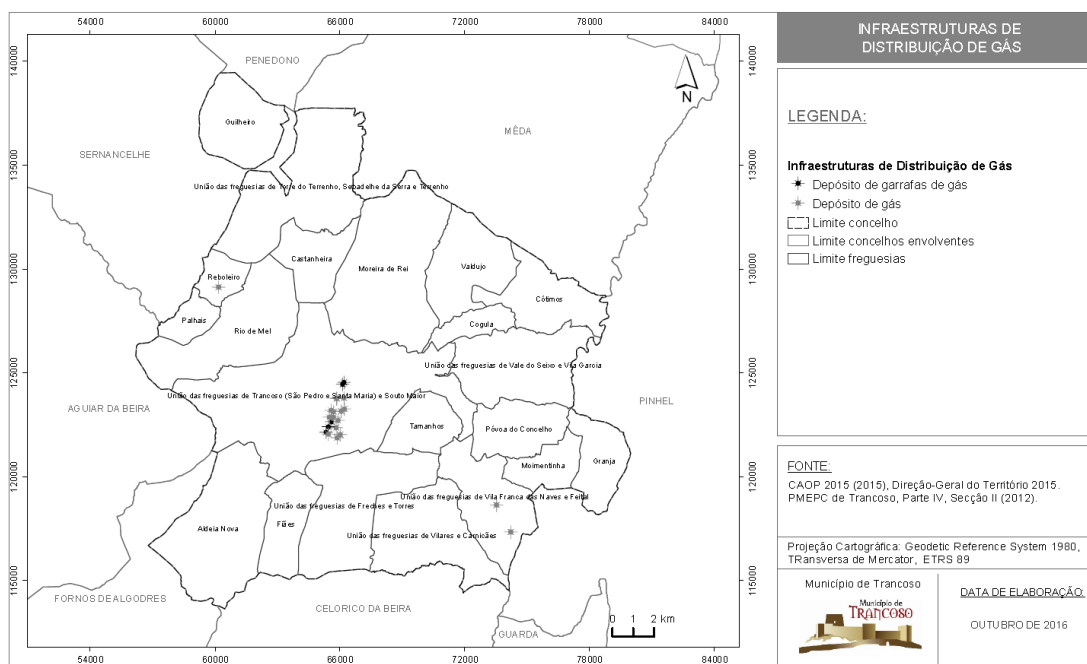 54000 60000 66000 72000 78000 84000
INFRAESTRUTURAS DE
DISTRIBUIÇÃO DE GÁS
140000
140000
PENEDONO
N
Guilheiro
MÊDA
SERNANCELHE
135000
135000
União das freguesias de Torre do Terrenho, Sebadelhe da Serra e Terrenho
Castanheira
Moreira de Rei
Valdujo
130000
130000
Reboleiro
Cótimos
Palhais
Rio de Mel
Cogula
125000
125000
União das freguesias de Vale do Seixo e Vila Garcia
União das freguesias de Trancoso (São Pedro e Santa Maria) e Souto Maior
AGUIAR DA BEIRA
PINHEL
Tamanhos
Póvoa do Concelho
Moimentinha
Granja
120000
120000
União das freguesias de Vila Franca das Naves e Feital
União das freguesias de Freches e Torres
Aldeia Nova
Fiães
União das freguesias de Vilares e Carnicães
115000
115000
FORNOS DE ALGODRES
CELORICO DA BEIRA
GUARDA
0 1 2 km
54000 60000 66000 72000 78000 84000
LEGENDA:
Infraestruturas de Distribuição de Gás
Depósito de garrafas de gás
Depósito de gás
Limite concelho
Limite concelhos envolventes
Limite freguesias
FONTE:
CAOP 2015 (2015), Direção-Geral do Território 2015.
PMEPC de Trancoso, Parte IV, Secção II (2012).
Projeção Cartográfica: Geodetic Reference System 1980,
TRansversa de Mercator, ETRS 89
Município de Trancoso
Município de
TRANCOSO
DATA DE ELABORAÇÃO:
OUTUBRO DE 2016